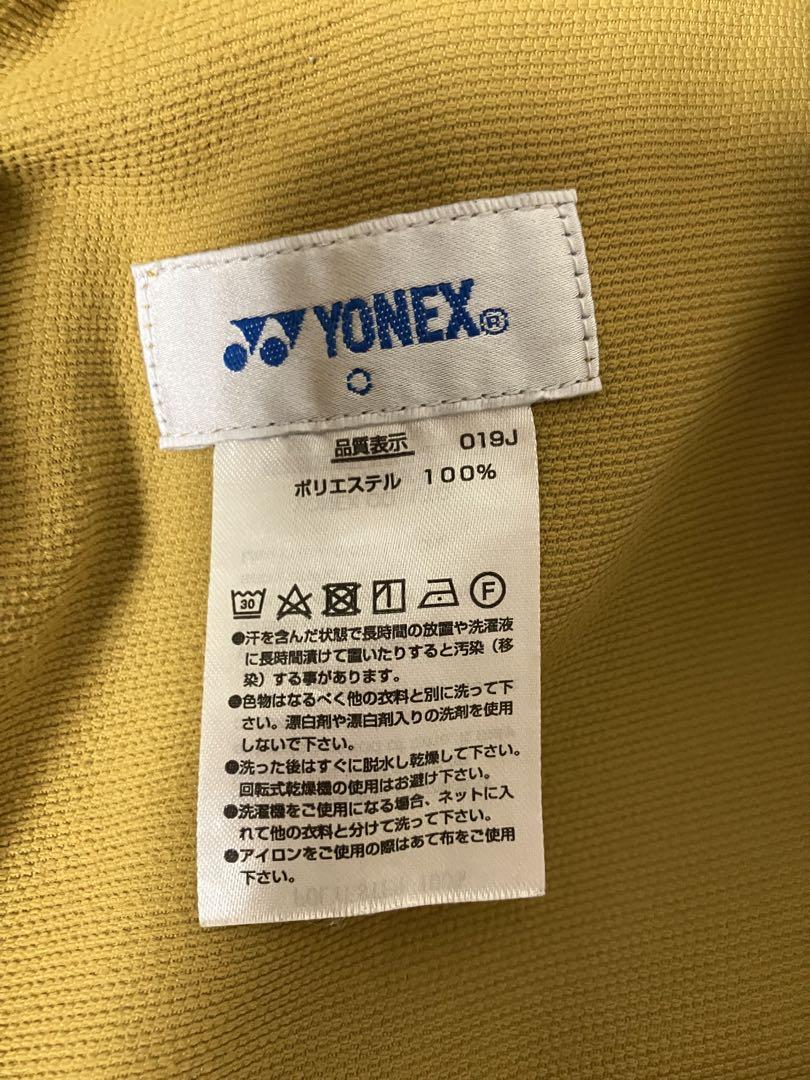 YONEX®
品質表示 019J
ポリエステル 100%
30 F
●汗を含んだ状態で長時間の放置や洗濯液
に長時間漬けて置いたりすると汚染（移
染）する事があります。
●色物はなるべく他の衣料と別に洗って下
さい。漂白剤や漂白剤入りの洗剤を使用
しないで下さい。
●洗った後はすぐに脱水し乾燥して下さい。
回転式乾燥機の使用はお避け下さい。
●洗濯機をご使用になる場合、ネットに入
れて他の衣料と分けて洗って下さい。
●アイロンをご使用の際はあて布をご使用
下さい。